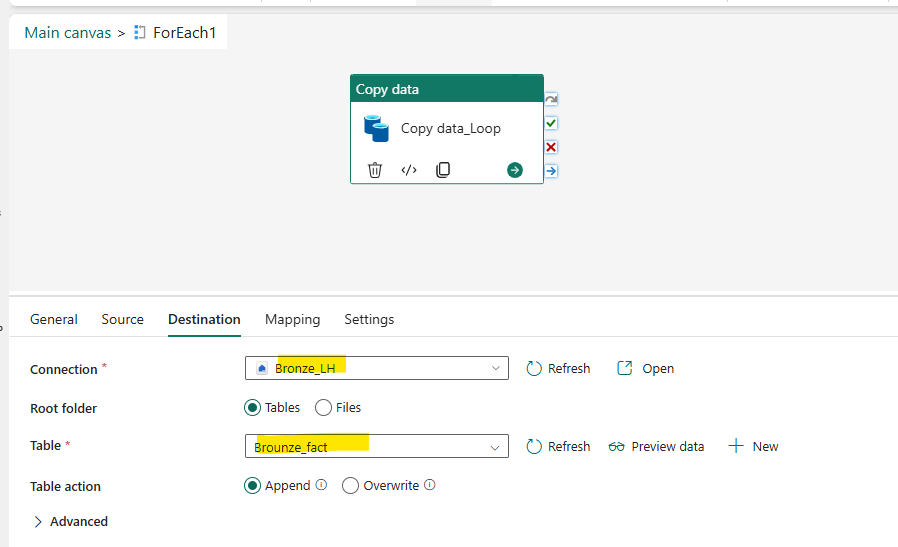 Main canvas > ForEach1
Copy data
Copy data_Loop
General Source Destination Mapping Settings
Connection * Bronze_LH Refresh Open
Root folder Tables Files
Table * Brounze_fact Refresh Preview data New
Table action Append Overwrite
Advanced